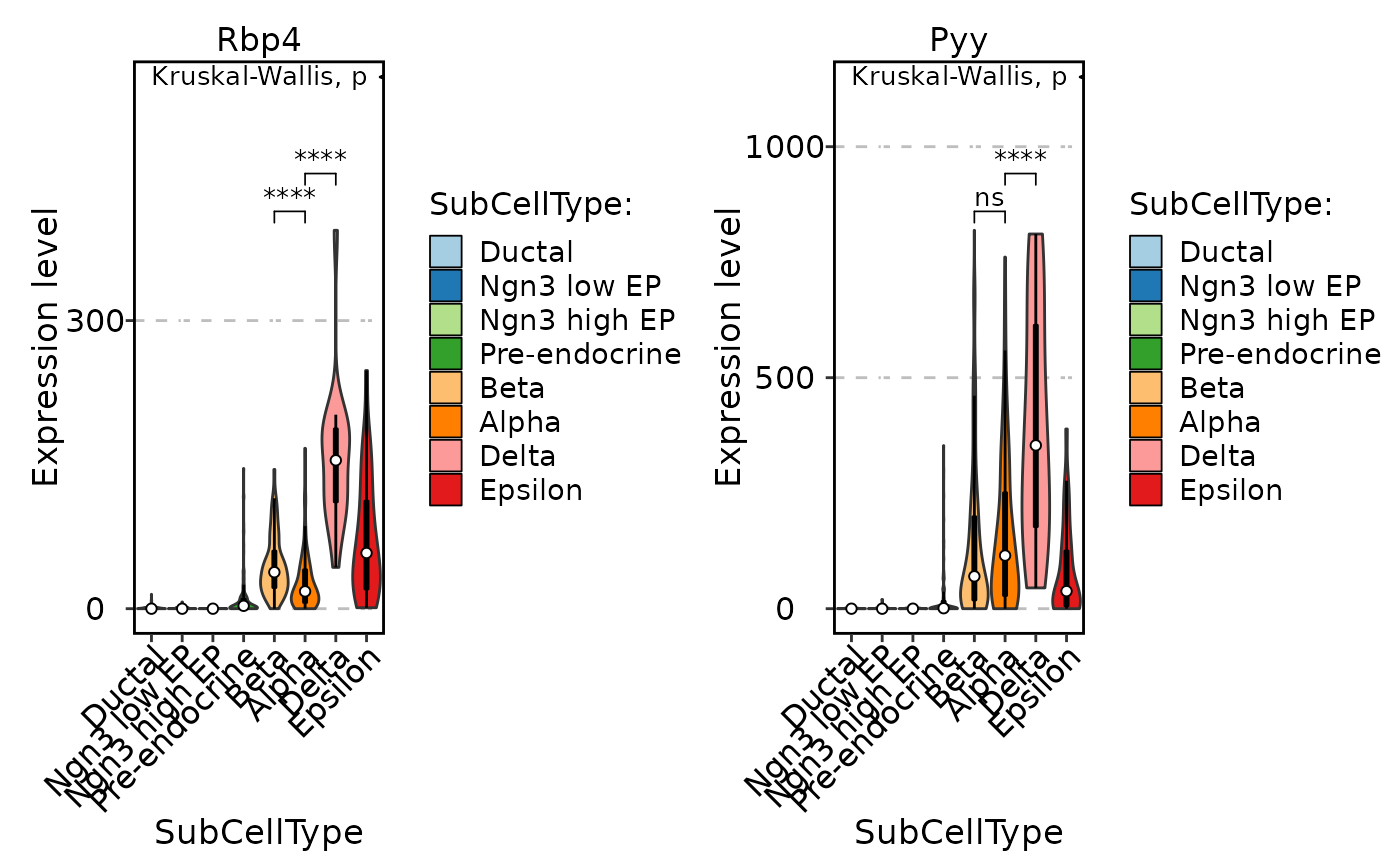 Rbp4
Kruskal-Wallis, p
Expression level
300
0
****
****
Ductal
Ngn3 low EP
Ngn3 high EP
Pre-endocrine
Beta
Alpha
Delta
Epsilon
SubCellType
SubCellType:
Ductal
Ngn3 low EP
Ngn3 high EP
Pre-endocrine
Beta
Alpha
Delta
Epsilon
Pyy
Kruskal-Wallis, p
Expression level
1000
500
0
****
ns
Ductal
Ngn3 low EP
Ngn3 high EP
Pre-endocrine
Beta
Alpha
Delta
Epsilon
SubCellType
SubCellType:
Ductal
Ngn3 low EP
Ngn3 high EP
Pre-endocrine
Beta
Alpha
Delta
Epsilon